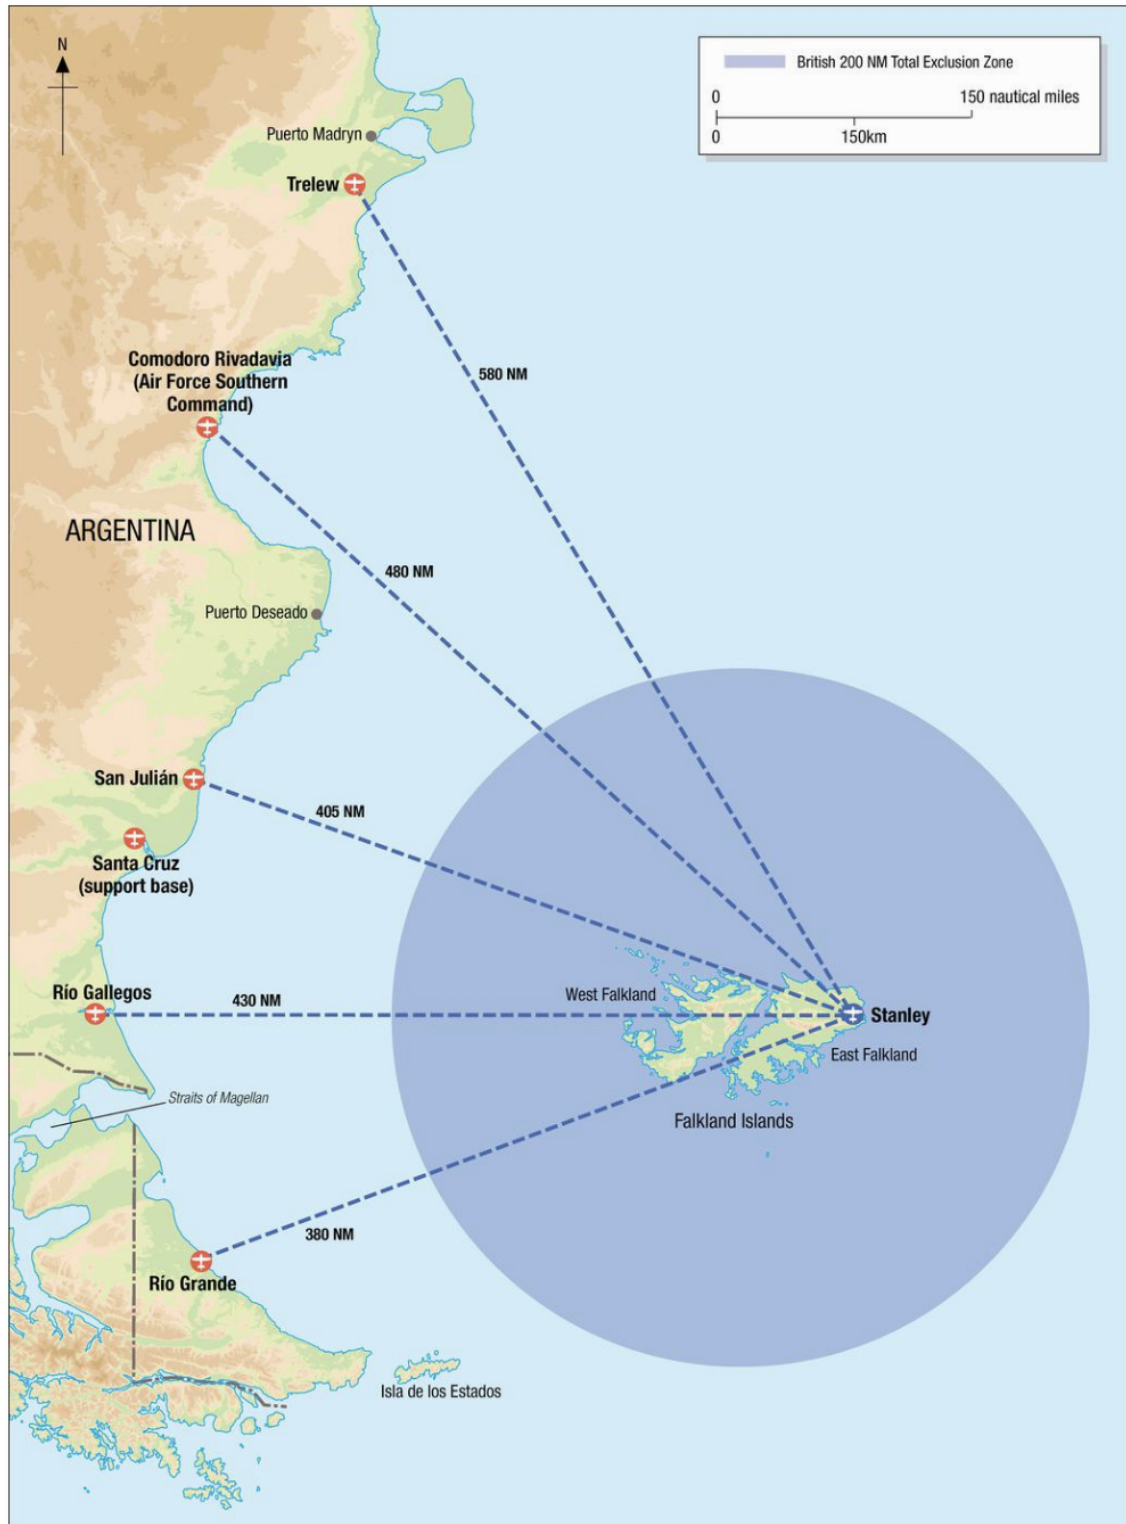 N
British 200 NM Total Exclusion Zone
0
150 nautical miles
0
150km
Puerto Madryn
Trelew
580 NM
Comodoro Rivadavia
(Air Force Southern
Command)
480 NM
ARGENTINA
Puerto Deseado
San Julián
405 NM
Santa Cruz
(support base)
Río Gallegos
430 NM
West Falkland
Stanley
East Falkland
Straits of Magellan
Falkland Islands
380 NM
Río Grande
Isla de los Estados